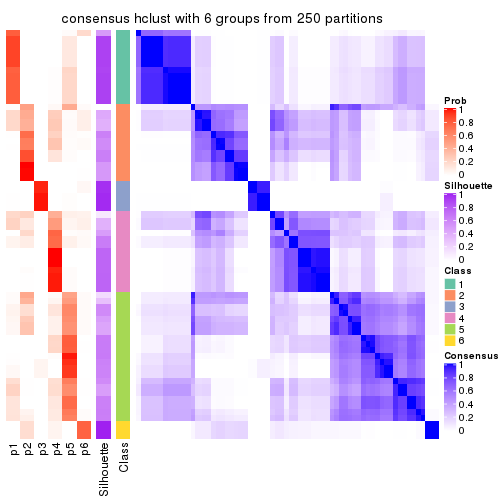 consensus hclust with 6 groups from 250 partitions
Prob
1
0.8
0.6
0.4
0.2
0
Silhouette
1
0.8
0.6
0.4
0.2
0
Class
1
2
3
4
5
6
Consensus
1
0.8
0.6
0.4
0.2
0
p1
p2
p3
p4
p5
p6
Silhouette
Class